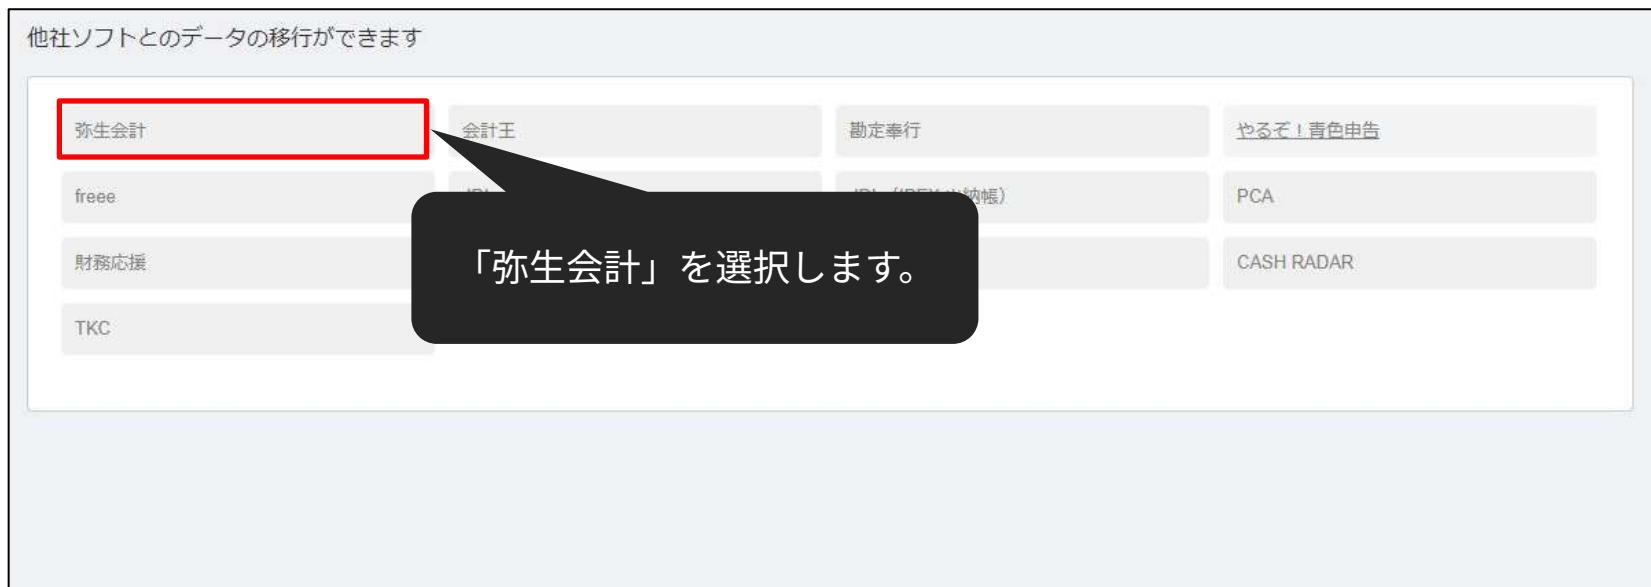 他社ソフトとのデータの移行ができます
弥生会計 会計王 勘定奉行 やるぞ！青色申告
freee 納帳） PCA
財務応援 CASH RADAR
TKC
「弥生会計」を選択します。